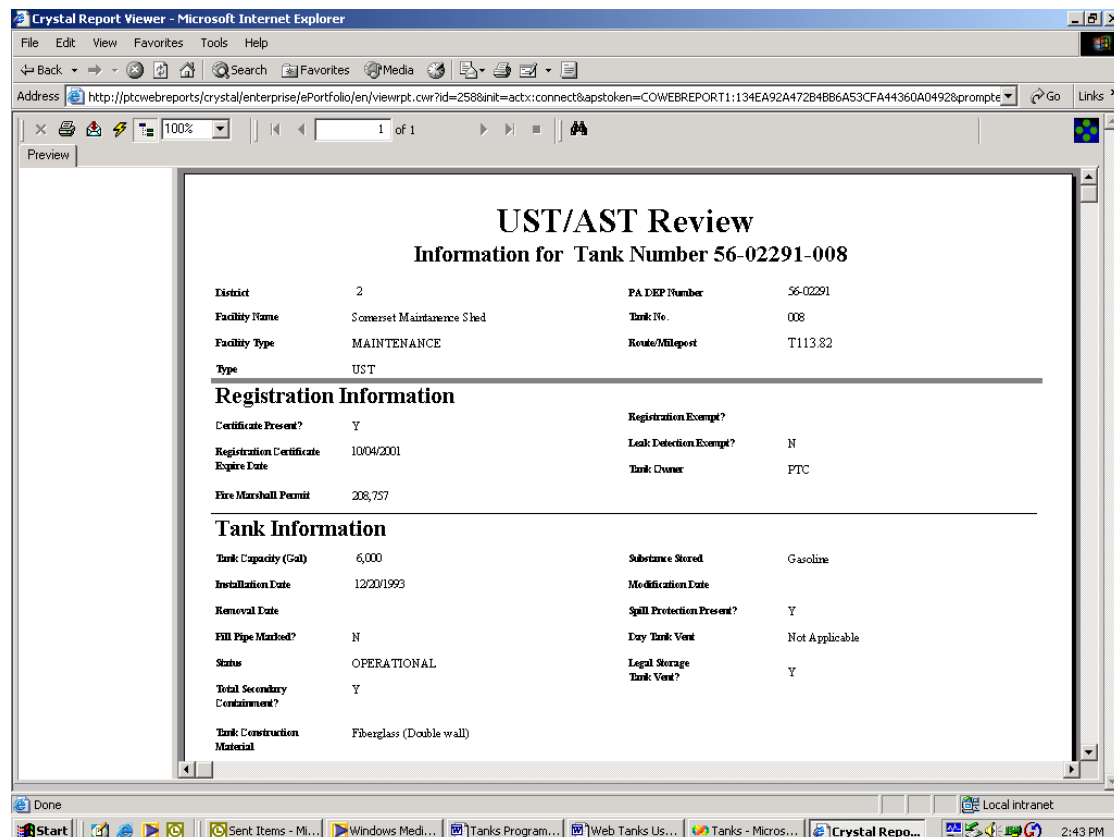 Crystal Report Viewer - Microsoft Internet Explorer
File Edit View Favorites Tools Help
Back Search Favorites Media
Address http://ptcwebreports/crystal/enterprise/ePortfolio/en/viewrpt.cwr?id=258&init=actx:connect&apstoken=COWEBREPORT1:134EA92A472B4BB6A53CFA44360A0492&prompte Go Links
100% 1 of 1
Preview
UST/AST Review
Information for Tank Number 56-02291-008
District 2 PA DEP Number 56-02291
Facility Name Somerset Maintanence Shed Tank No. 008
Facility Type MAINTENANCE Route/Milepost T113.82
Type UST
Registration Information
Registration Exempt?
Certificate Present? Y
Leak Detection Exempt? N
Registration Certificate 10/04/2001
Expire Date
Tank Owner PTC
Fire Marshall Permit 208,757
Tank Information
Tank Capacity (Gal) 6,000 Substance Stored Gasoline
Installation Date 12/20/1993 Modification Date
Removal Date Spill Protection Present? Y
Fill Pipe Marked? N Day Tank Vent Not Applicable
Status OPERATIONAL Legal Storage
Tank Vent? Y
Total Secondary Y
Containment?
Tank Construction Fiberglass (Double wall)
Material
Done Local intranet
Start Sent Items - Mi... Windows Medi... Tanks Program... Web Tanks Us... Tanks - Micros... Crystal Repo... 2:43 PM